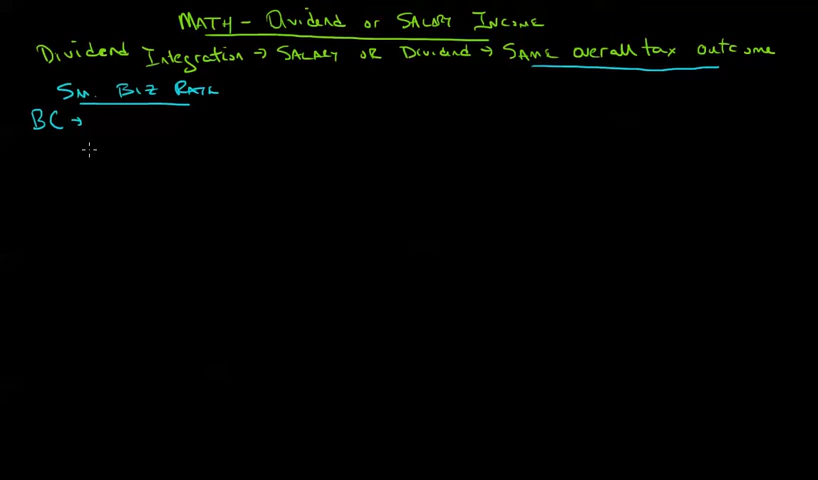 MATH - Dividend or SALARY INCOME
Dividend Integration → SALARY OR Dividend → SAME overall tax outcome
SM. BIZ RATE
BC →